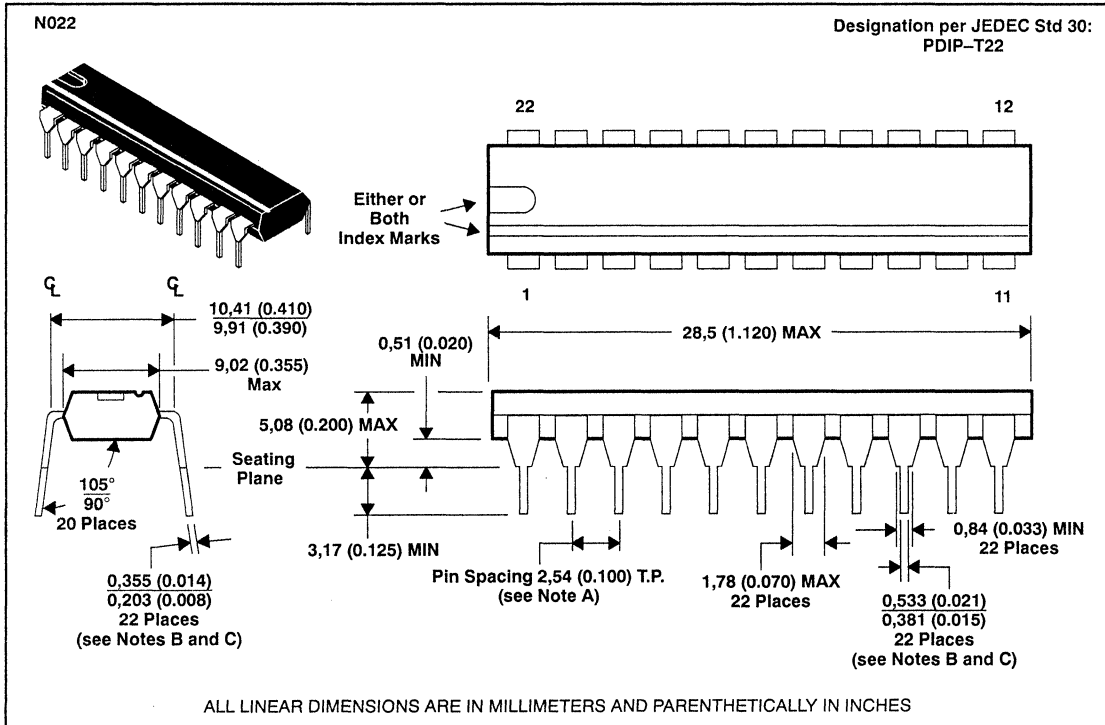 N022
Designation per JEDEC Std 30:
PDIP–T22
22
12
Either or
Both
Index Marks
1
11
℄
℄
10,41 (0.410)
9,91 (0.390)
9,02 (0.355)
Max
0,51 (0.020)
MIN
28,5 (1.120) MAX
5,08 (0.200) MAX
Seating
Plane
105°
90°
20 Places
3,17 (0.125) MIN
0,355 (0.014)
0,203 (0.008)
22 Places
(see Notes B and C)
Pin Spacing 2,54 (0.100) T.P.
(see Note A)
1,78 (0.070) MAX
22 Places
0,84 (0.033) MIN
22 Places
0,533 (0.021)
0,381 (0.015)
22 Places
(see Notes B and C)
ALL LINEAR DIMENSIONS ARE IN MILLIMETERS AND PARENTHETICALLY IN INCHES